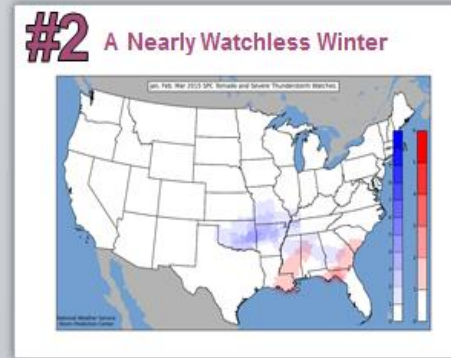 #2 A Nearly Watchless Winter
Jan, Feb, Mar 2015 SPC Tornado and Severe Thunderstorm Watches
National Weather Service
Storm Prediction Center